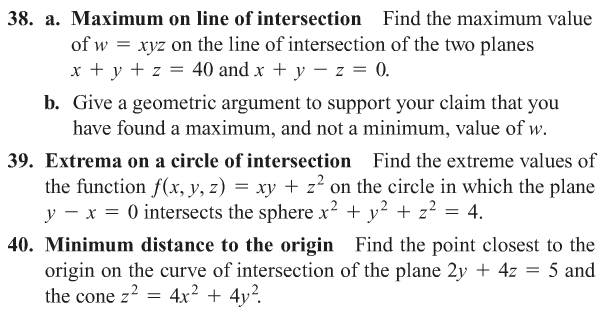 38. a. Maximum on line of intersection Find the maximum value
of w = xyz on the line of intersection of the two planes
x + y + z = 40 and x + y − z = 0.
b. Give a geometric argument to support your claim that you
have found a maximum, and not a minimum, value of w.
39. Extrema on a circle of intersection Find the extreme values of
the function f(x, y, z) = xy + z² on the circle in which the plane
y − x = 0 intersects the sphere x² + y² + z² = 4.
40. Minimum distance to the origin Find the point closest to the
origin on the curve of intersection of the plane 2y + 4z = 5 and
the cone z² = 4x² + 4y².